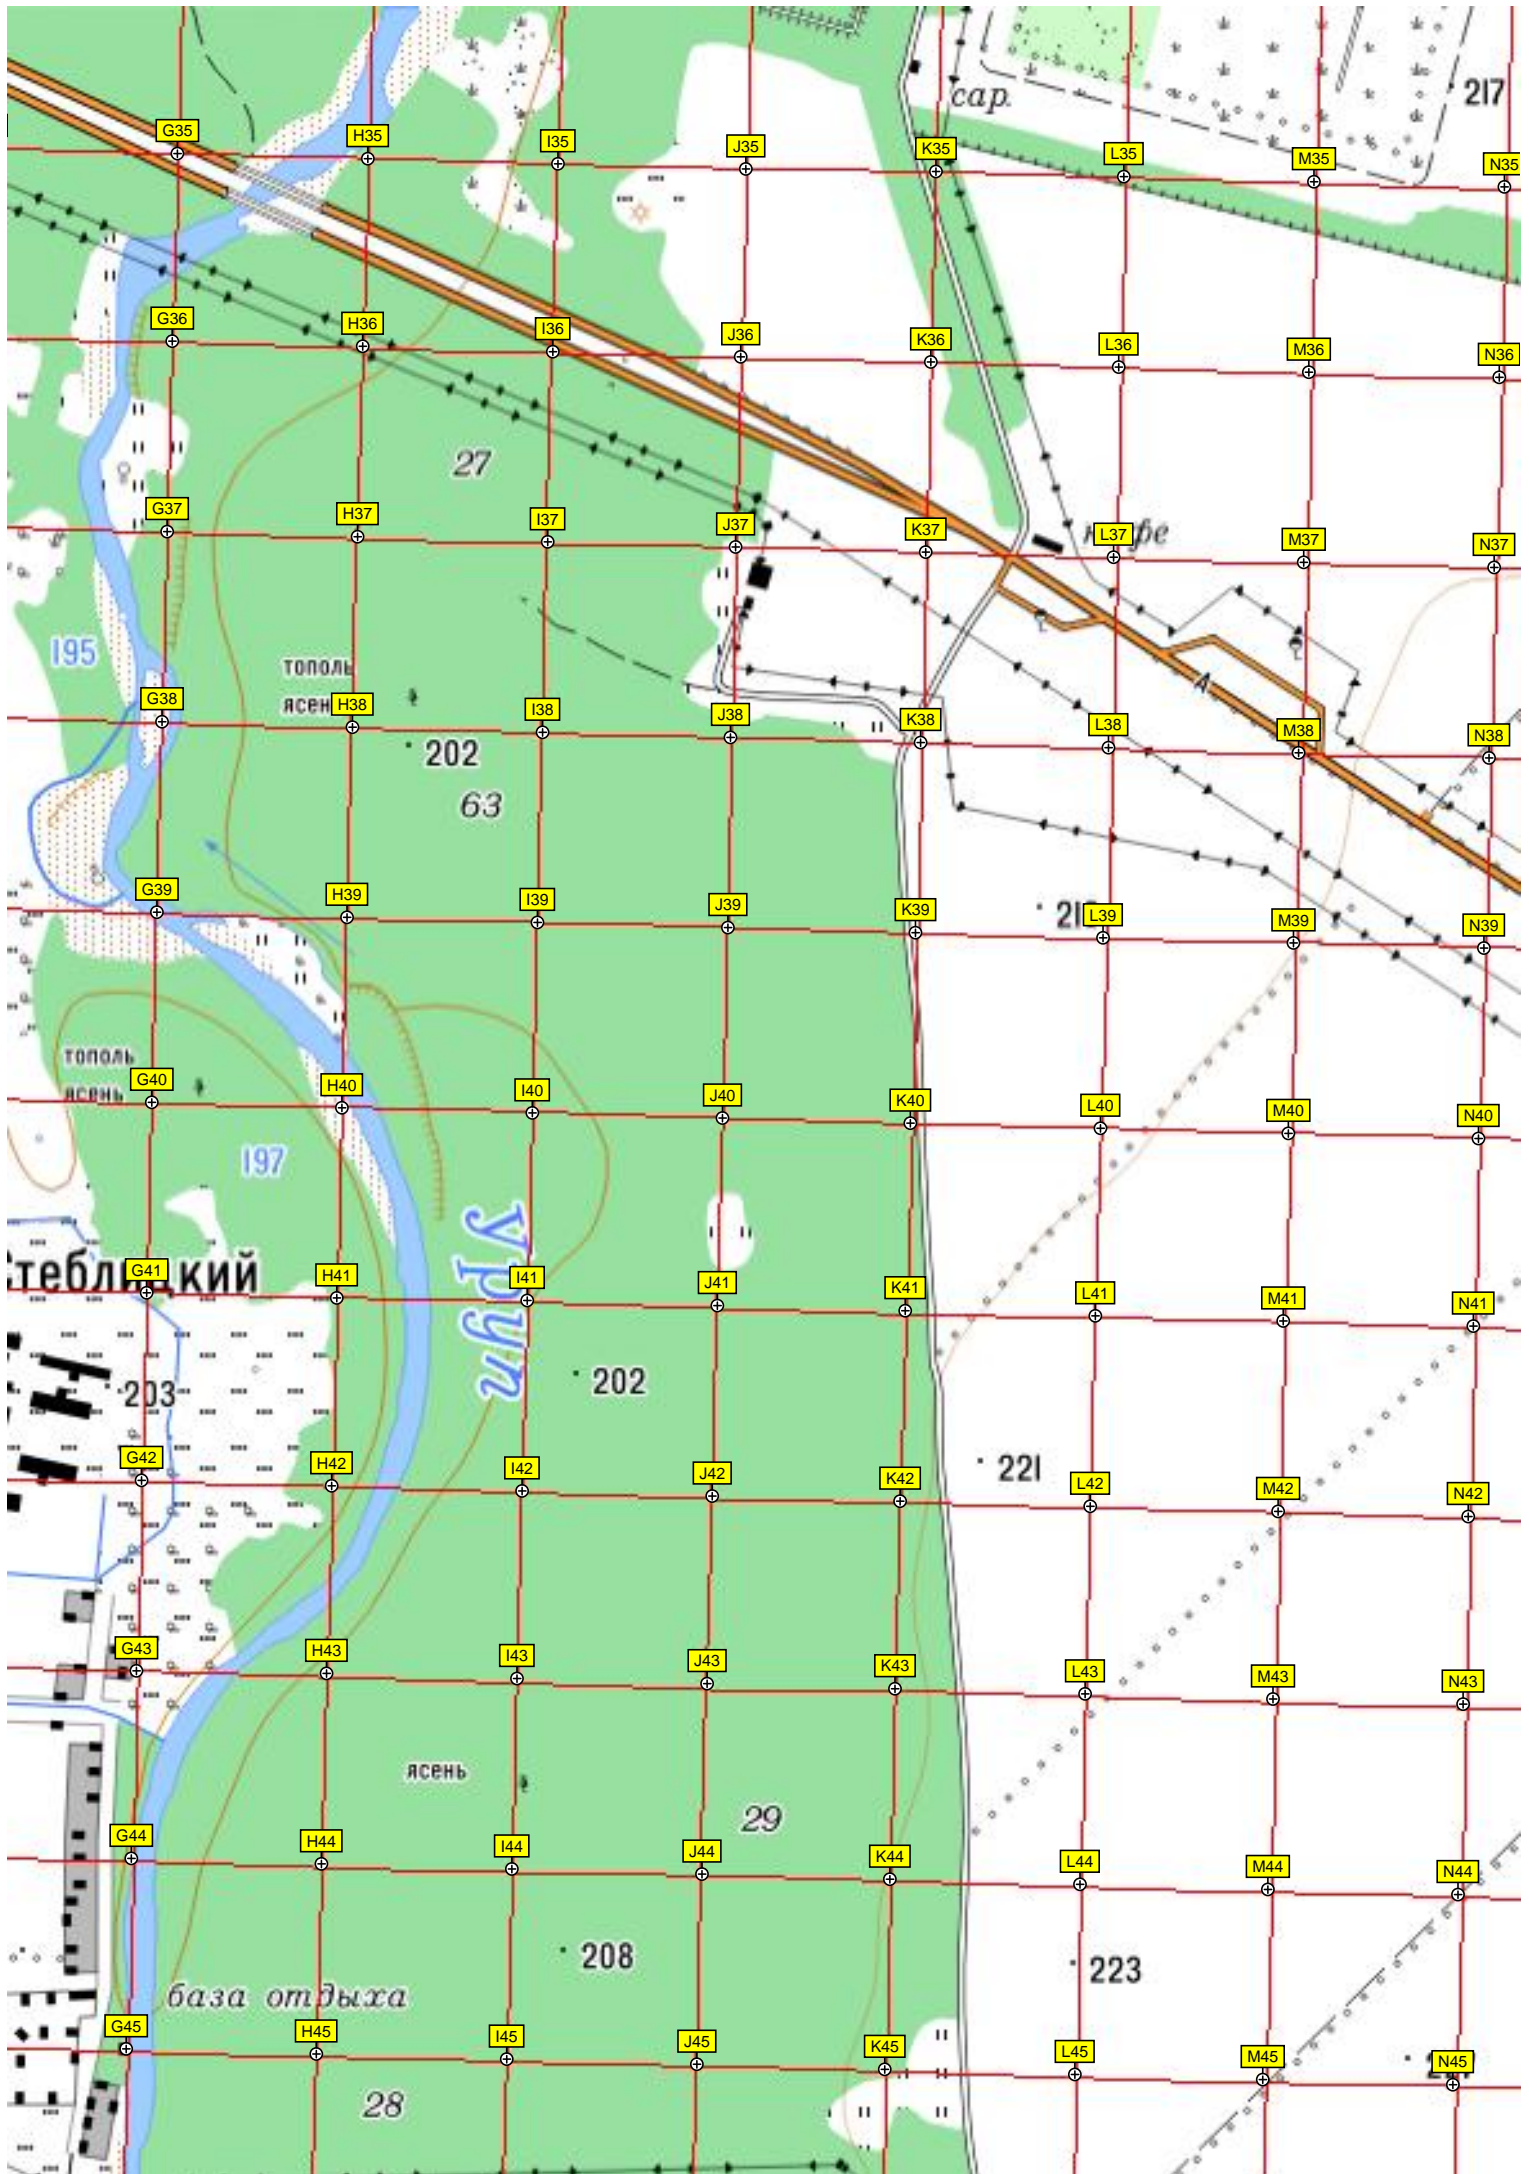 217
сар.
G35 H35 I35 J35 K35 L35 M35 N35
G36 H36 I36 J36 K36 L36 M36 N36
27
G37 H37 I37 J37 K37 L37 M37 N37
195
тополь
ясень
A
G38 H38 I38 J38 K38 L38 M38 N38
202
63
G39 H39 I39 J39 K39 L39 M39 N39
тополь
ясень
G40 H40 I40 J40 K40 L40 M40 N40
197
уруп
G41 H41 I41 J41 K41 L41 M41 N41
203
202
G42 H42 I42 J42 K42 L42 M42 N42
221
G43 H43 I43 J43 K43 L43 M43 N43
ясень
29
G44 H44 I44 J44 K44 L44 M44 N44
208
223
база отдыха
G45 H45 I45 J45 K45 L45 M45 N45
28